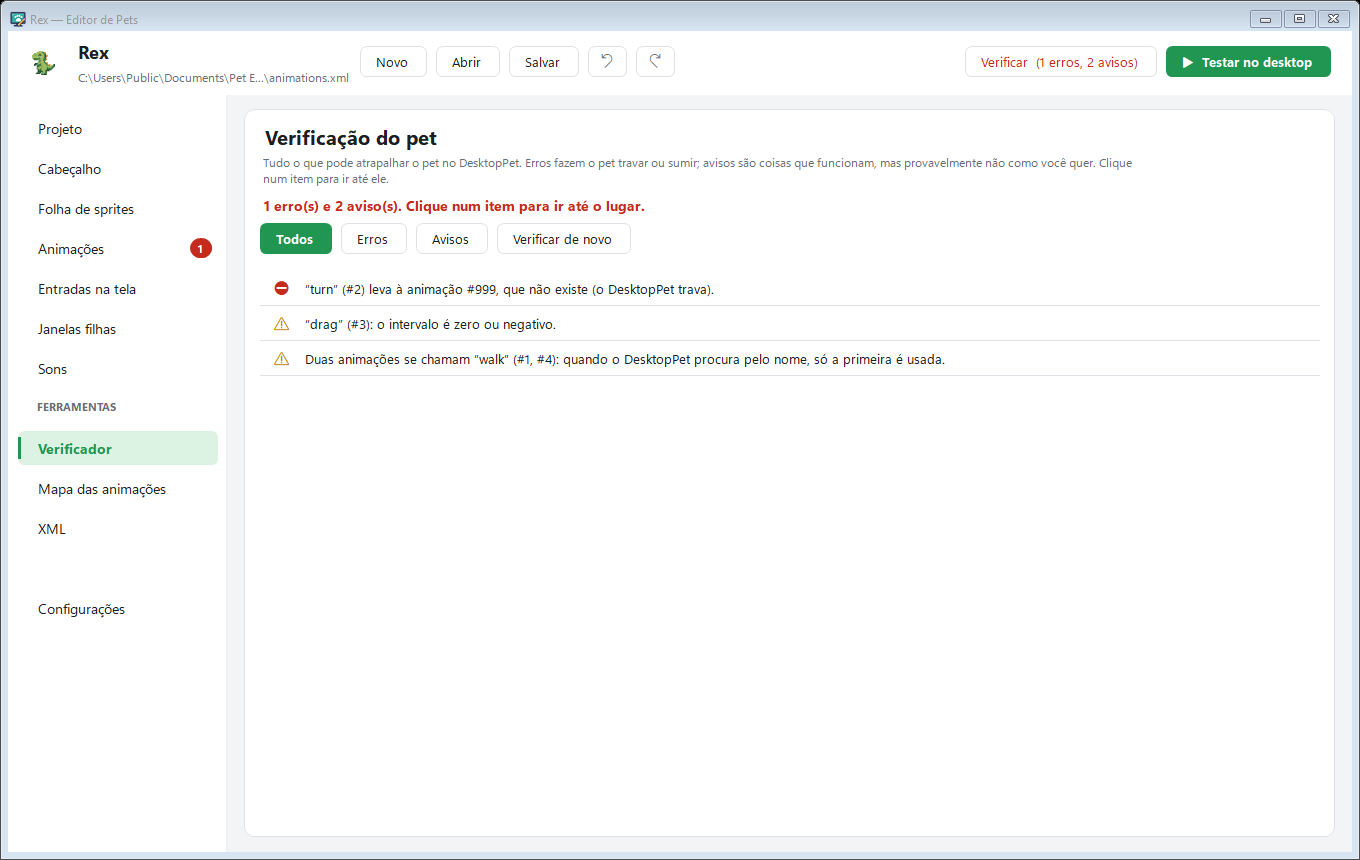 Rex — Editor de Pets
Rex
C:\Users\Public\Documents\Pet E...\animations.xml
Novo
Abrir
Salvar
Verificar (1 erros, 2 avisos)
Testar no desktop
Projeto
Cabeçalho
Folha de sprites
Animações
1
Entradas na tela
Janelas filhas
Sons
FERRAMENTAS
Verificador
Mapa das animações
XML
Configurações
Verificação do pet
Tudo o que pode atrapalhar o pet no DesktopPet. Erros fazem o pet travar ou sumir; avisos são coisas que funcionam, mas provavelmente não como você quer. Clique
num item para ir até ele.
1 erro(s) e 2 aviso(s). Clique num item para ir até o lugar.
Todos
Erros
Avisos
Verificar de novo
“turn” (#2) leva à animação #999, que não existe (o DesktopPet trava).
“drag” (#3): o intervalo é zero ou negativo.
Duas animações se chamam “walk” (#1, #4): quando o DesktopPet procura pelo nome, só a primeira é usada.